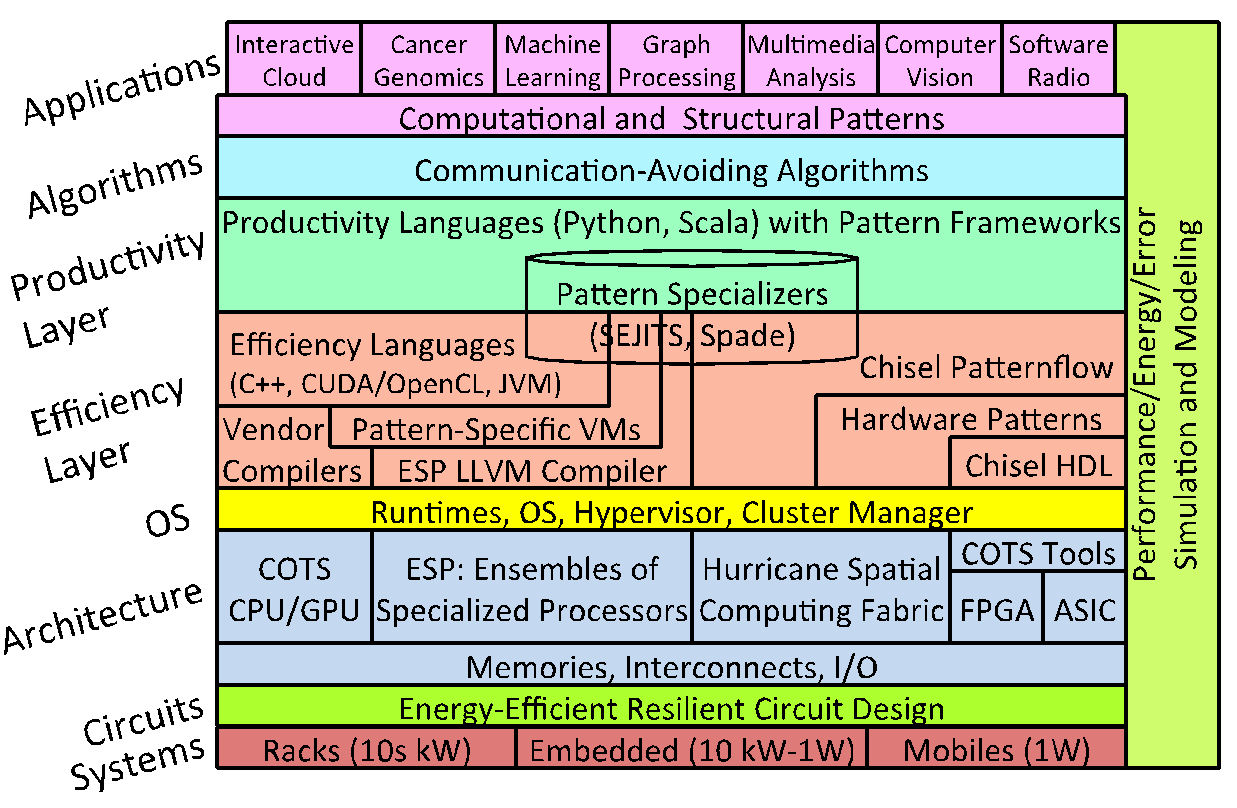 Applications
Interactive
Cloud
Cancer
Genomics
Machine
Learning
Graph
Processing
Multimedia
Analysis
Computer
Vision
Software
Radio
Computational and Structural Patterns
Algorithms
Communication-Avoiding Algorithms
Productivity
Layer
Productivity Languages (Python, Scala) with Pattern Frameworks
Pattern Specializers
(SEJITS, Spade)
Efficiency
Layer
Efficiency Languages
(C++, CUDA/OpenCL, JVM)
Vendor
Compilers
Pattern-Specific VMs
ESP LLVM Compiler
Chisel Patternflow
Hardware Patterns
Chisel HDL
OS
Runtimes, OS, Hypervisor, Cluster Manager
Architecture
COTS
CPU/GPU
ESP: Ensembles of
Specialized Processors
Hurricane Spatial
Computing Fabric
COTS Tools
FPGA
ASIC
Memories, Interconnects, I/O
Circuits
Energy-Efficient Resilient Circuit Design
Systems
Racks (10s kW)
Embedded (10 kW-1W)
Mobiles (1W)
Performance/Energy/Error
Simulation and Modeling